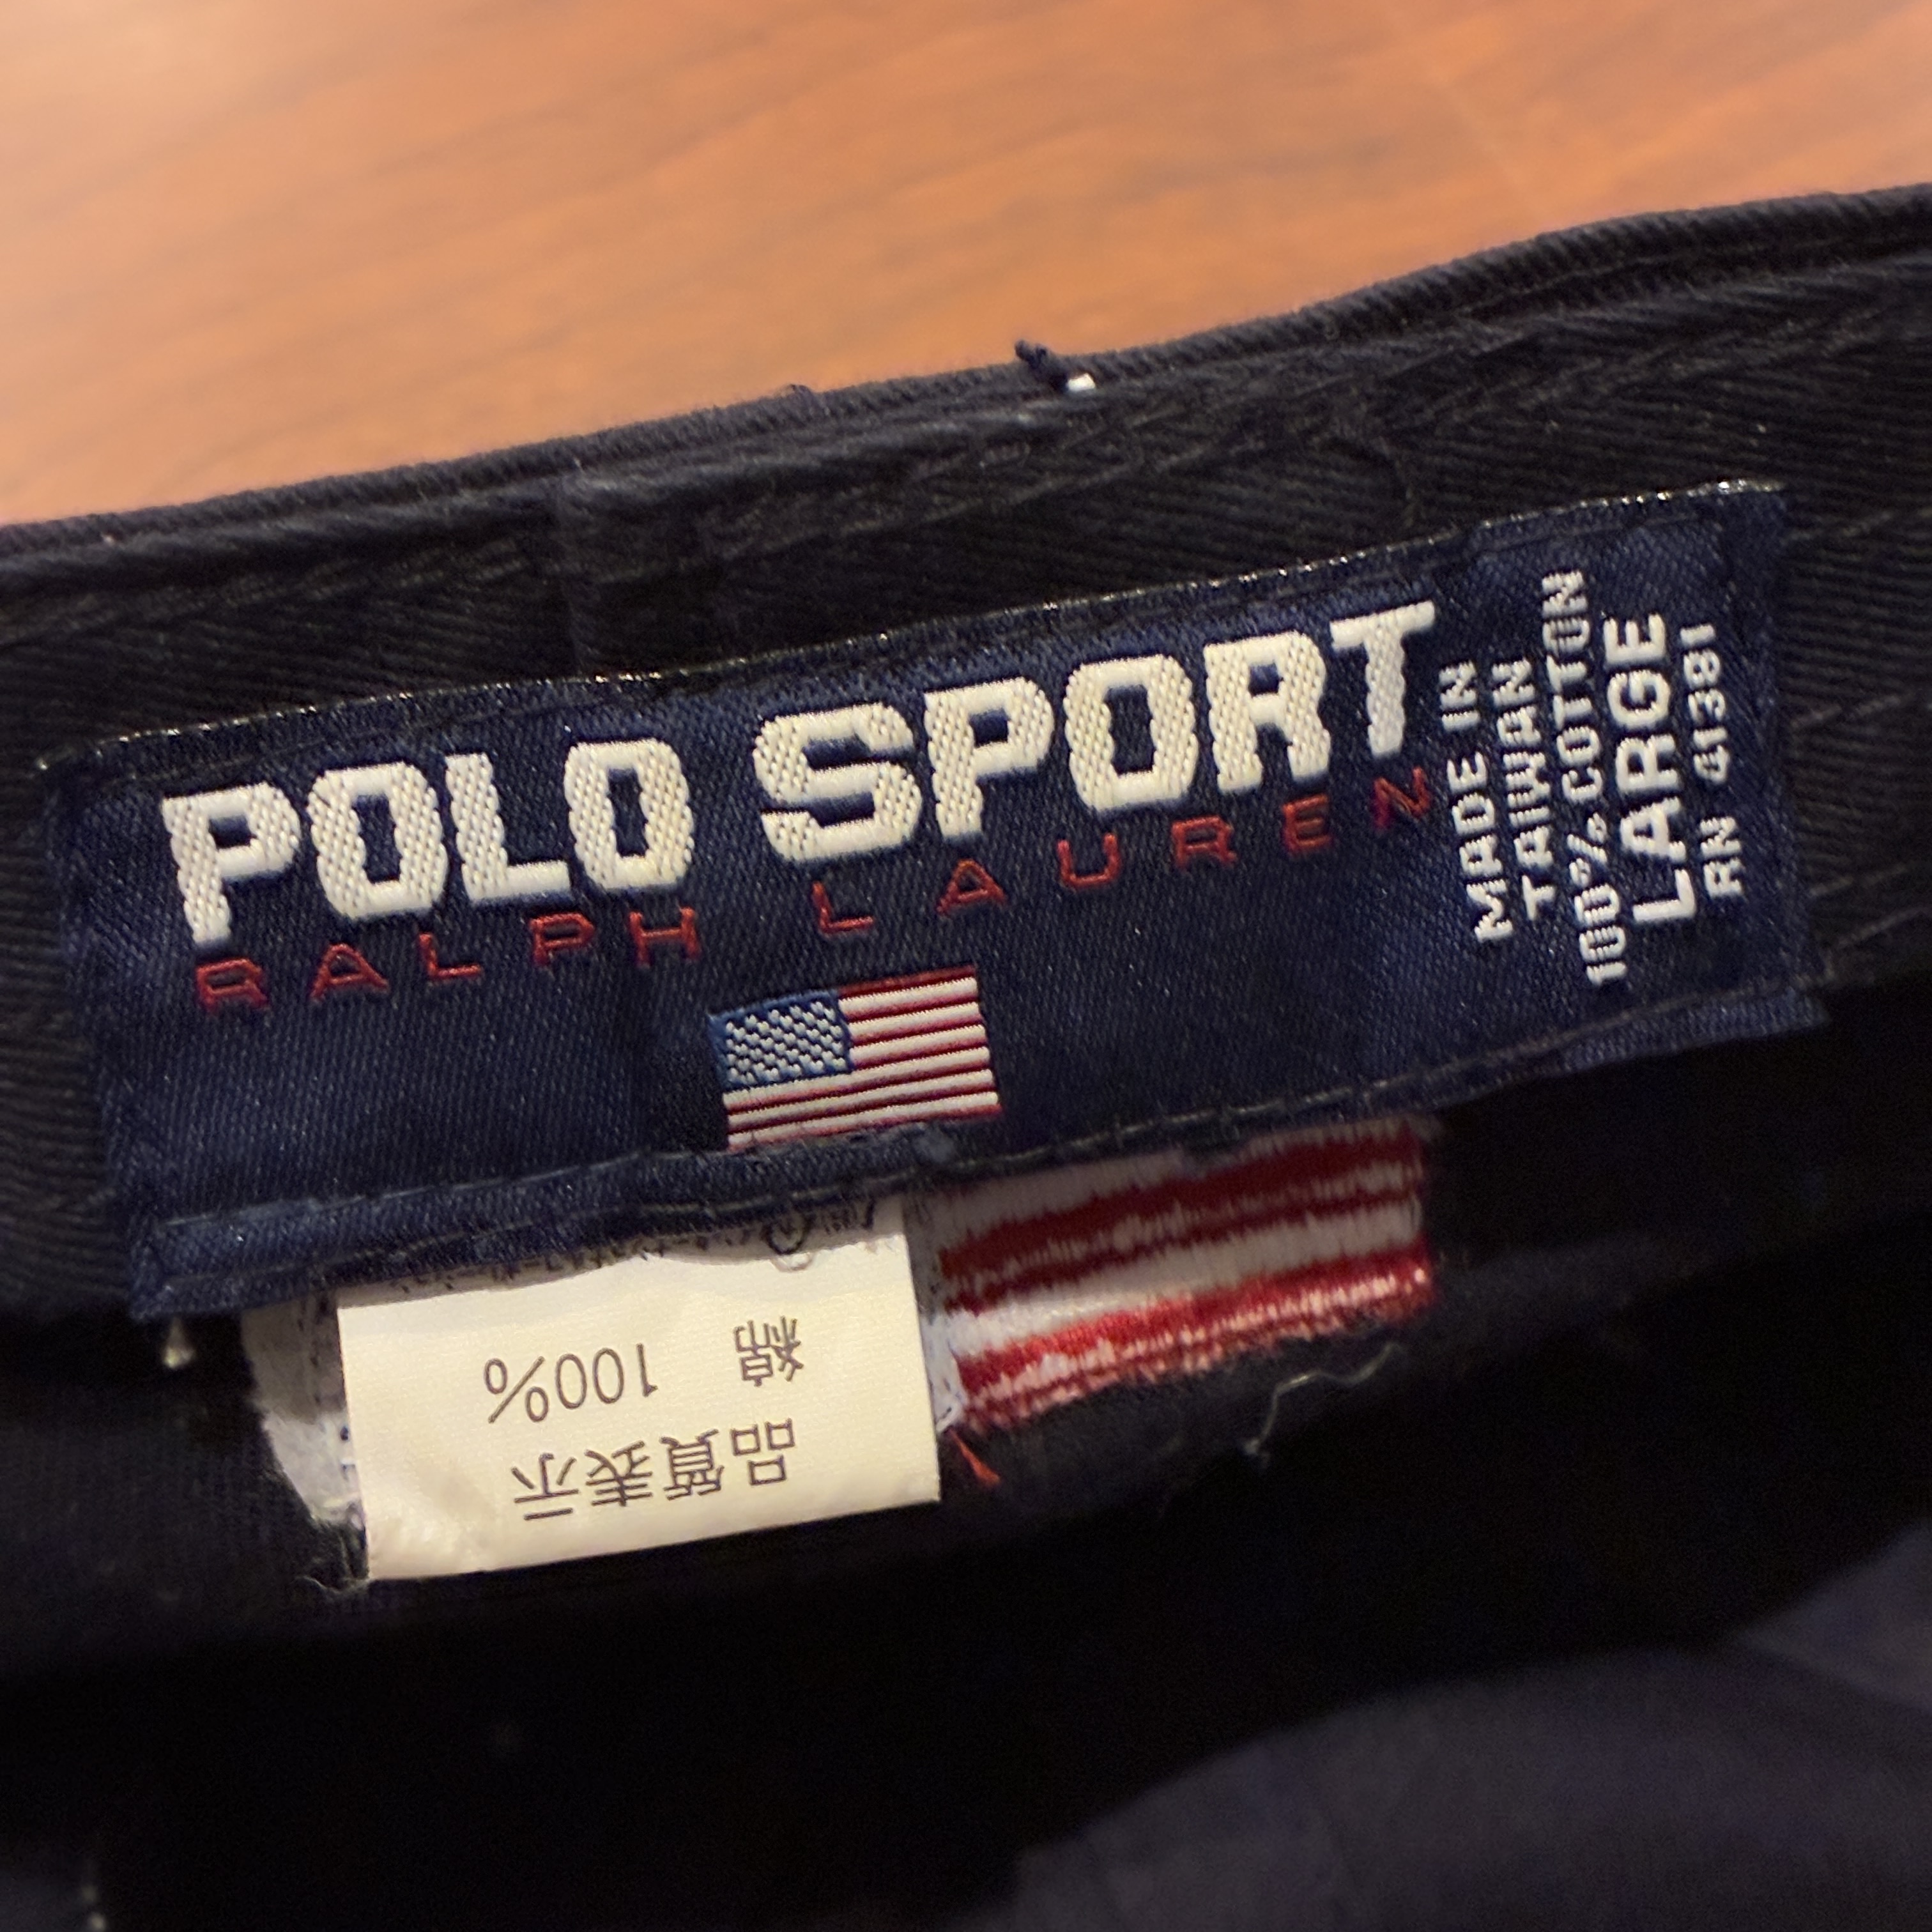 POLO SPORT
RALPH LAUREN
MADE IN
TAIWAN
100% COTTON
LARGE
RN 41381
品質表示
綿 100%